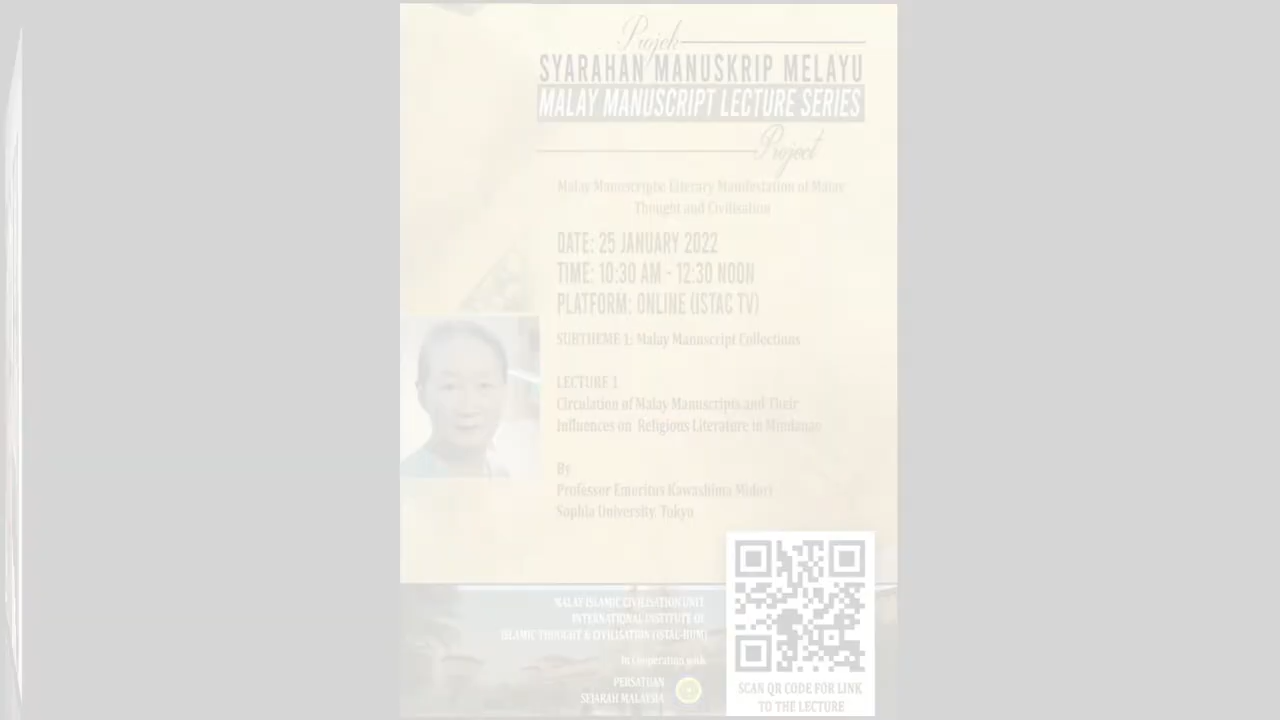 Projek
SYARAHAN MANUSKRIP MELAYU
MALAY MANUSCRIPT LECTURE SERIES
Project
Malay Manuscripts: Literary Manifestation of Malay
Thought and Civilisation
DATE: 25 JANUARY 2022
TIME: 10:30 AM - 12:30 NOON
PLATFORM: ONLINE (ISTAC TV)
SUBTHEME 1: Malay Manuscript Collections
LECTURE 1
Circulation of Malay Manuscripts and Their
Influences on Religious Literature in Mindanao
By
Professor Emeritus Kawashima Midori
Sophia University, Tokyo
MALAY ISLAMIC CIVILISATION UNIT
INTERNATIONAL INSTITUTE OF
ISLAMIC THOUGHT & CIVILISATION (ISTAC-IIUM)
In Cooperation with
PERSATUAN
SEJARAH MALAYSIA
SCAN QR CODE FOR LINK
TO THE LECTURE